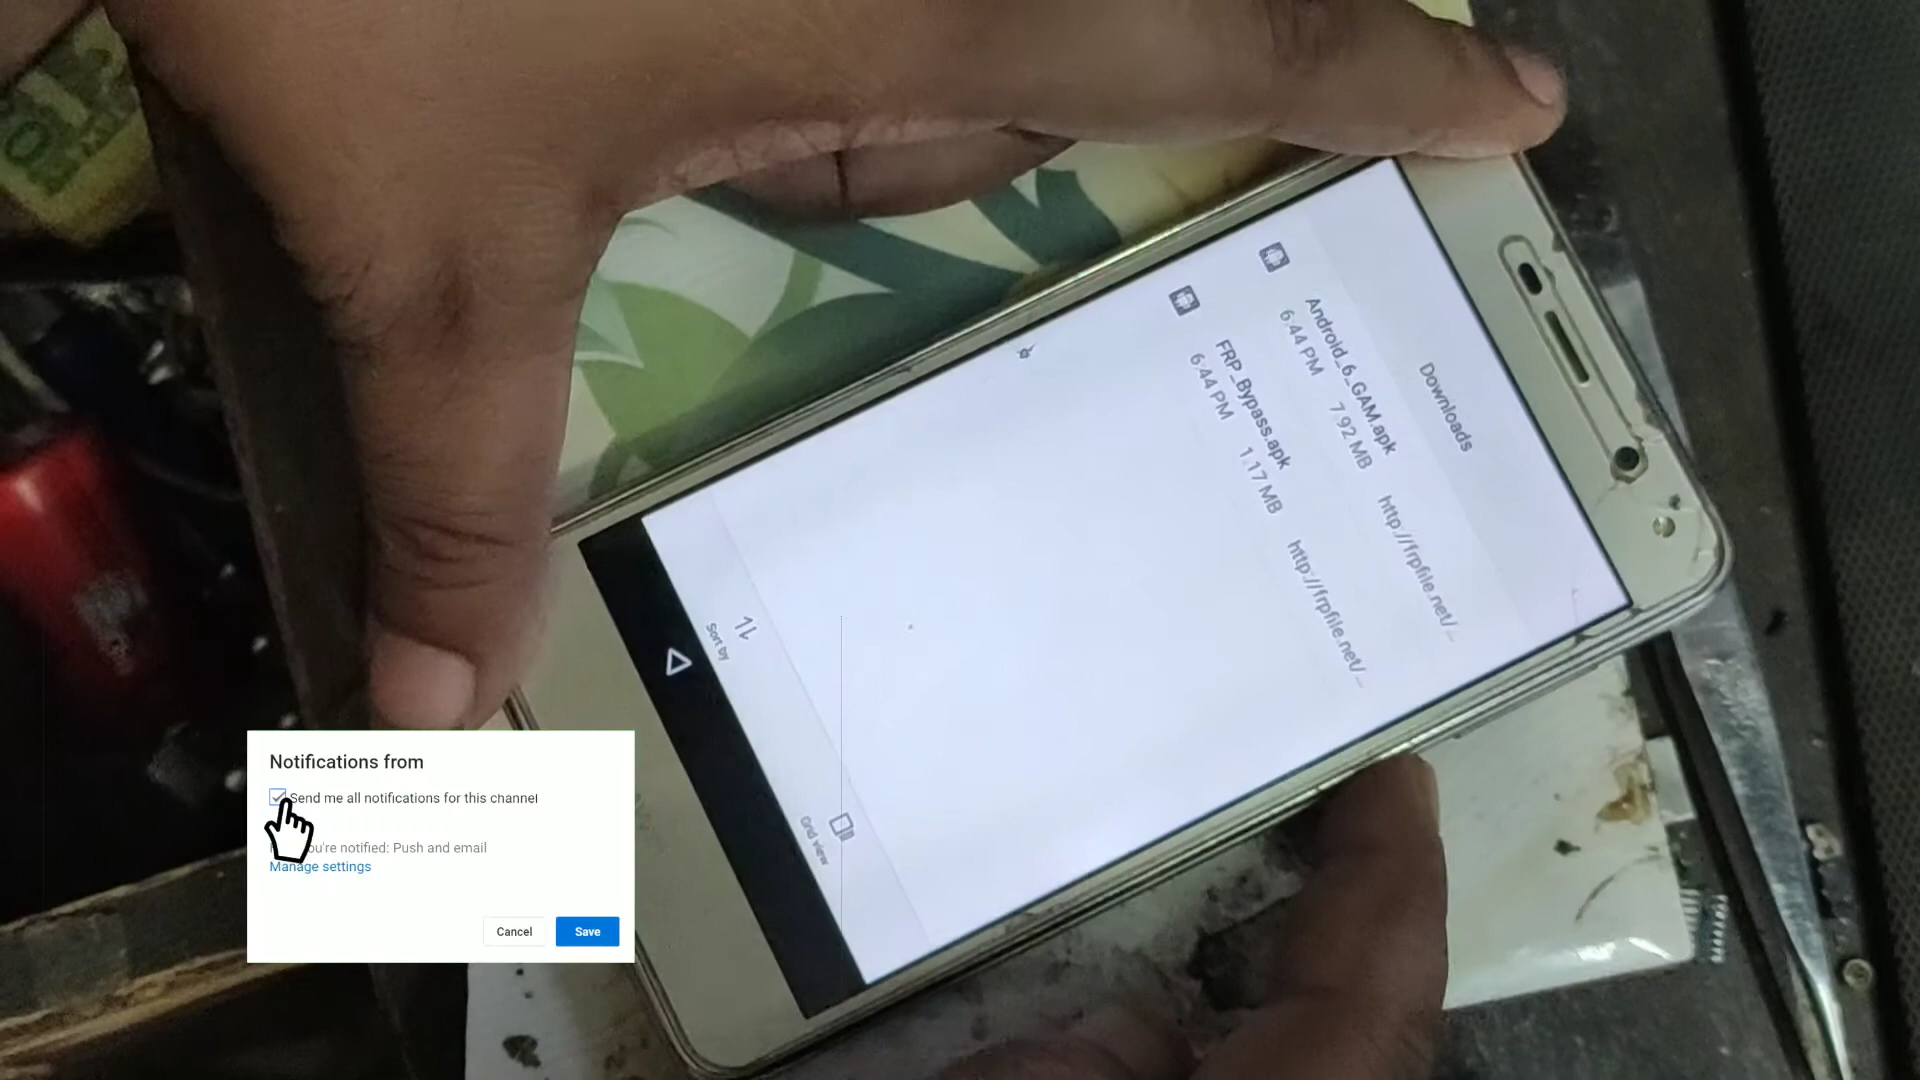 Downloads
Android_6_GAM.apk
6:44 PM 7.92 MB http://frpfile.net/...
FRP_Bypass.apk
6:44 PM 1.17 MB http://frpfile.net/...
Sort by
Grid view
Notifications from
Send me all notifications for this channel
you're notified: Push and email
Manage settings
Cancel
Save